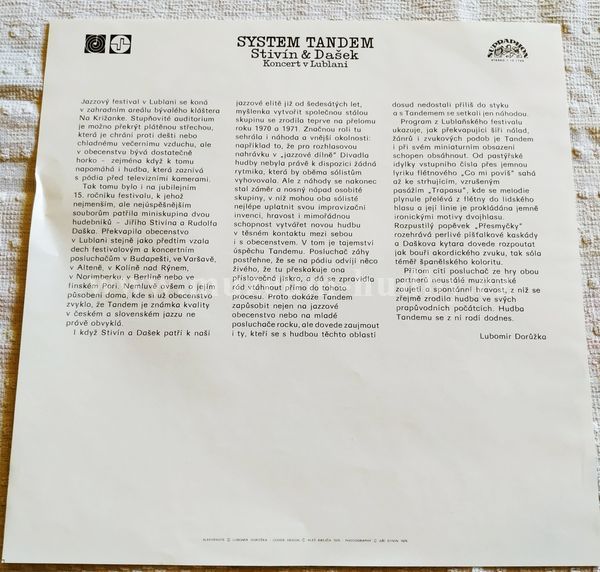 SYSTEM TANDEM
Stivín & Dašek
Koncert v Lublani
SUPRAPHON
Jazzový festival v Lublani se koná
v zahradním areálu bývalého kláštera
Na Križanke. Stupňovité auditorium
je možno překrýt plátěnou střechou,
která je chrání proti dešti nebo
chladnému večernímu vzduchu, ale
v obecenstvu bývá dostatečně
horko – zejména když k tomu
napomáhá i hudba, která zaznívá
s pódia před televizními kamerami.
Tak tomu bylo i na jubilejním
15. ročníku festivalu, k jehož
nejmenším, ale nejúspěšnějším
souborům patřila miniskupina dvou
hudebníků – Jiřího Stivína a Rudolfa
Daška. Překvapila obecenstvo
v Lublani stejně jako předtím vzala
dech festivalovým a koncertním
posluchačům v Budapešti, ve Varšavě,
v Alteně, v Kolíně nad Rýnem,
v Norimberku, v Berlíně nebo ve
finském Pori. Nemluvě ovšem o jejím
působení doma, kde si už obecenstvo
zvyklo, že Tandem je známka kvality
v českém a slovenském jazzu ne
právě obvyklá.
I když Stivín a Dašek patří k naší
jazzové elitě již od šedesátých let,
myšlenka vytvořit společnou stálou
skupinu se zrodila teprve na přelomu
roku 1970 a 1971. Značnou roli tu
sehrála i náhoda a vnější okolnosti:
například to, že pro rozhlasovou
nahrávku v „jazzové dílně" Divadla
hudby nebyla právě k dispozici žádná
rytmika, která by oběma sólistům
vyhovovala. Ale z náhody se nakonec
stal záměr a nosný nápad osobité
skupiny, v níž mohou oba sólisté
nejlépe uplatnit svou improvizační
invenci, hravost i mimořádnou
schopnost vytvářet novou hudbu
v těsném kontaktu mezi sebou
i s obecenstvem. V tom je tajemství
úspěchu Tandemu. Posluchač záhy
postřehne, že se na pódiu odvíjí něco
živého, že tu přeskakuje ona
příslovečná jiskra, a dá se zpravidla
též vtáhnout přímo do tohoto
procesu. Proto dokáže Tandem
zapůsobit nejen na jazzové
obecenstvo nebo na mladé
posluchače rocku, ale dovede zaujmout
i ty, kteří se s hudbou těchto oblastí
dosud nedostali příliš do styku
a s Tandemem se setkali jen náhodou.
Program z Lublaňského festivalu
ukazuje, jak překvapující šíři nálad,
žánrů i zvukových podob je Tandem
i při svém miniaturním obsazení
schopen obsáhnout. Od pastýřské
idylky vstupního čísla přes jemnou
lyriku flétnového „Co mi povíš" sahá
až ke strhujícím, vzrušeným
pasážím „Trapasu", kde se melodie
plynule přelévá z flétny do lidského
hlasu a její linie je prokládána jemně
ironickými motivy dvojhlasu.
Rozpustilý popěvek „Přesmyčky"
rozehrává perlivé píšťalkové kaskády
a Daškova kytara dovede rozpoutat
jak bouři akordického zvuku, tak sóla
téměř španělského koloritu.
Přitom cítí posluchač ze hry obou
partnerů neustálé muzikantské
zaujetí a spontánní hravost, z níž se
zřejmě zrodila hudba ve svých
prapůvodních počátcích. Hudba
Tandemu se z ní rodí dodnes.
Lubomír Dorůžka